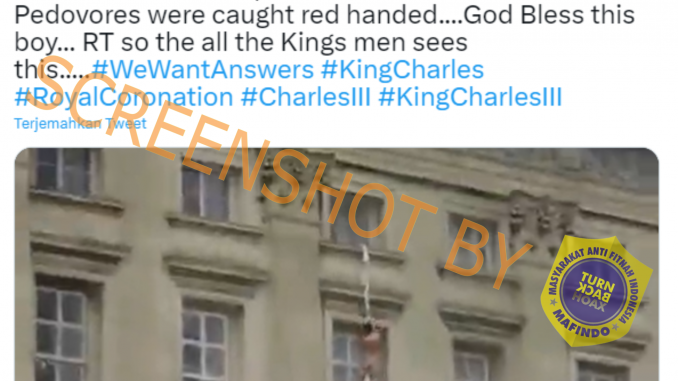 Pedovores were caught red handed....God Bless this
boy... RT so the all the Kings men sees
this.....#WeWantAnswers #KingCharles
#RoyalCoronation #CharlesIII #KingCharlesIII
Terjemahkan Tweet
SCREENSHOT BY
MASYARAKAT ANTI FITNAH INDONESIA
TURN
BACK
HOAX
MAFINDO